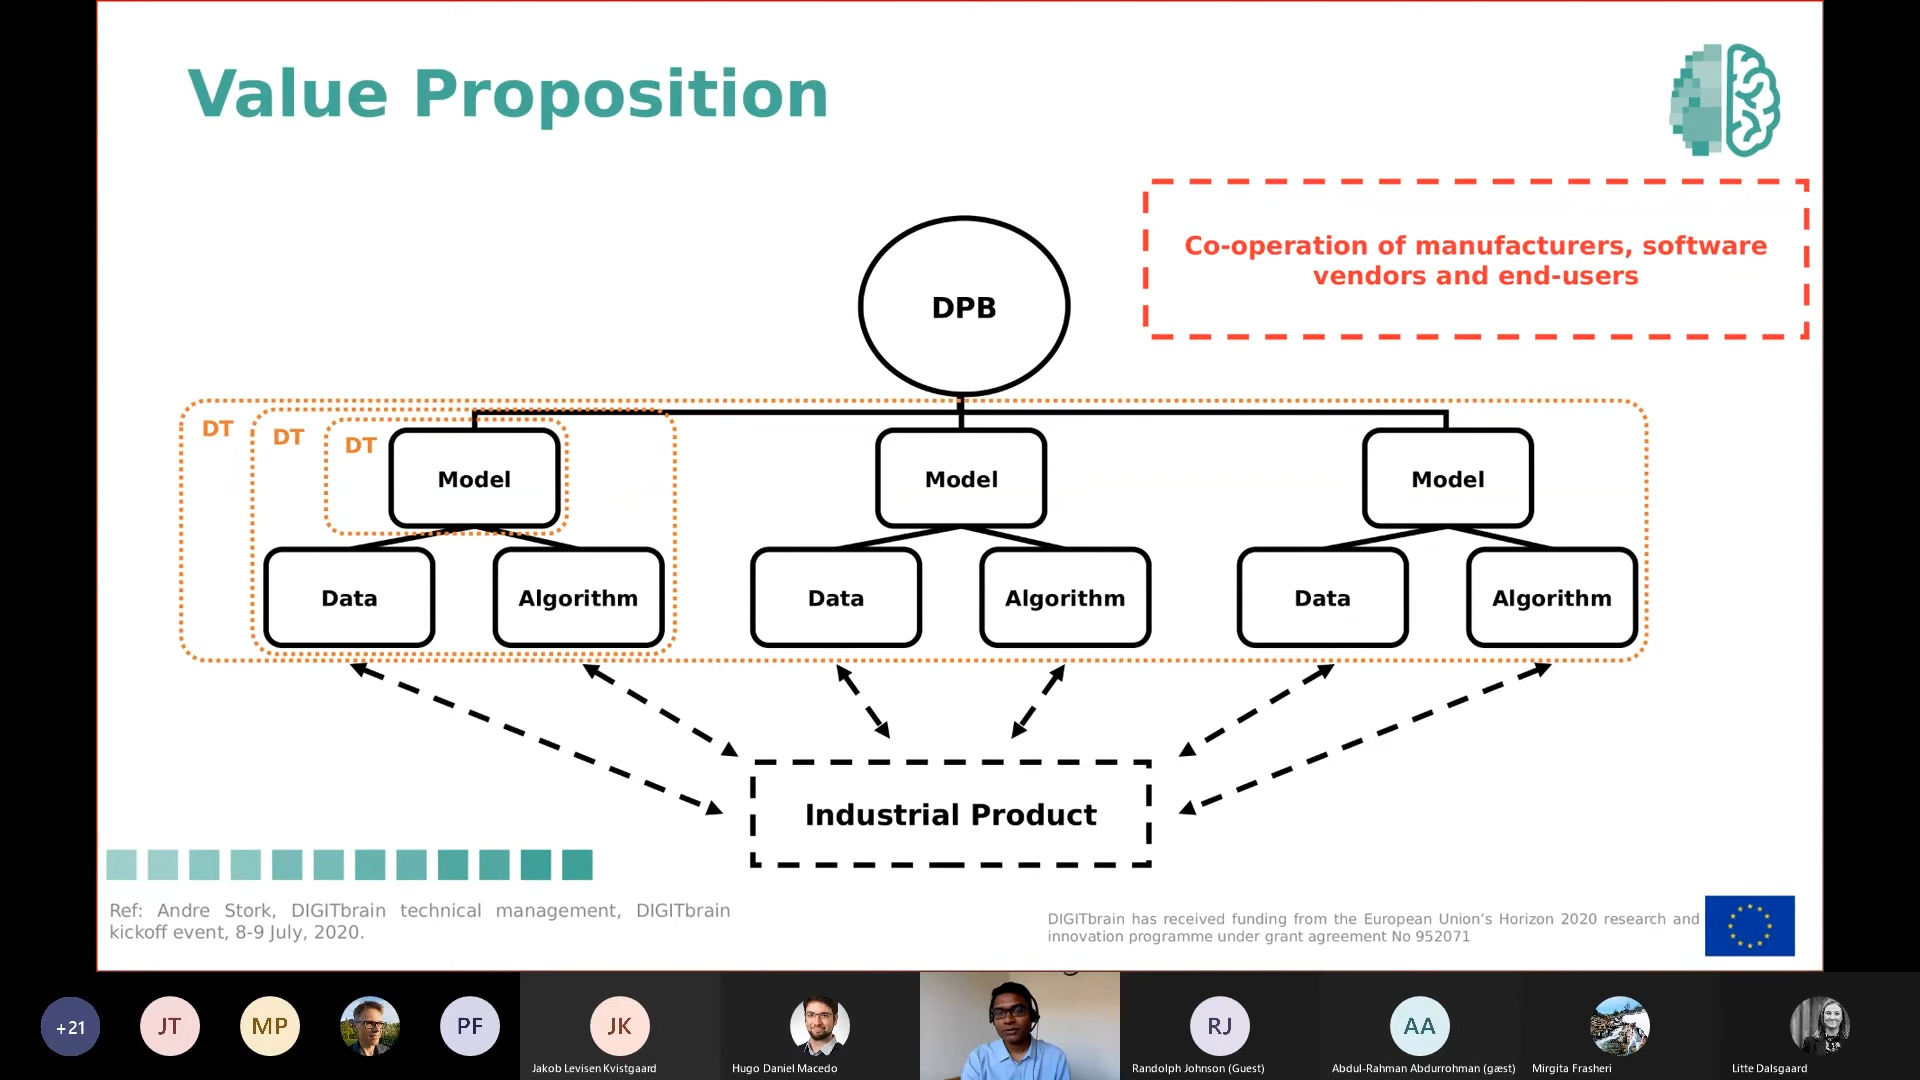 Value Proposition
Co-operation of manufacturers, software
vendors and end-users
DPB
DT
DT
DT
Model
Model
Model
Data
Algorithm
Data
Algorithm
Data
Algorithm
Industrial Product
Ref: Andre Stork, DIGITbrain technical management, DIGITbrain
kickoff event, 8-9 July, 2020.
DIGITbrain has received funding from the European Union’s Horizon 2020 research and
innovation programme under grant agreement No 952071
+21
JT
MP
PF
JK
RJ
AA
Jakob Levisen Kvistgaard
Hugo Daniel Macedo
Randolph Johnson (Guest)
Abdul-Rahman Abdurrohman (gæst)
Mirgita Frasheri
Litte Dalsgaard